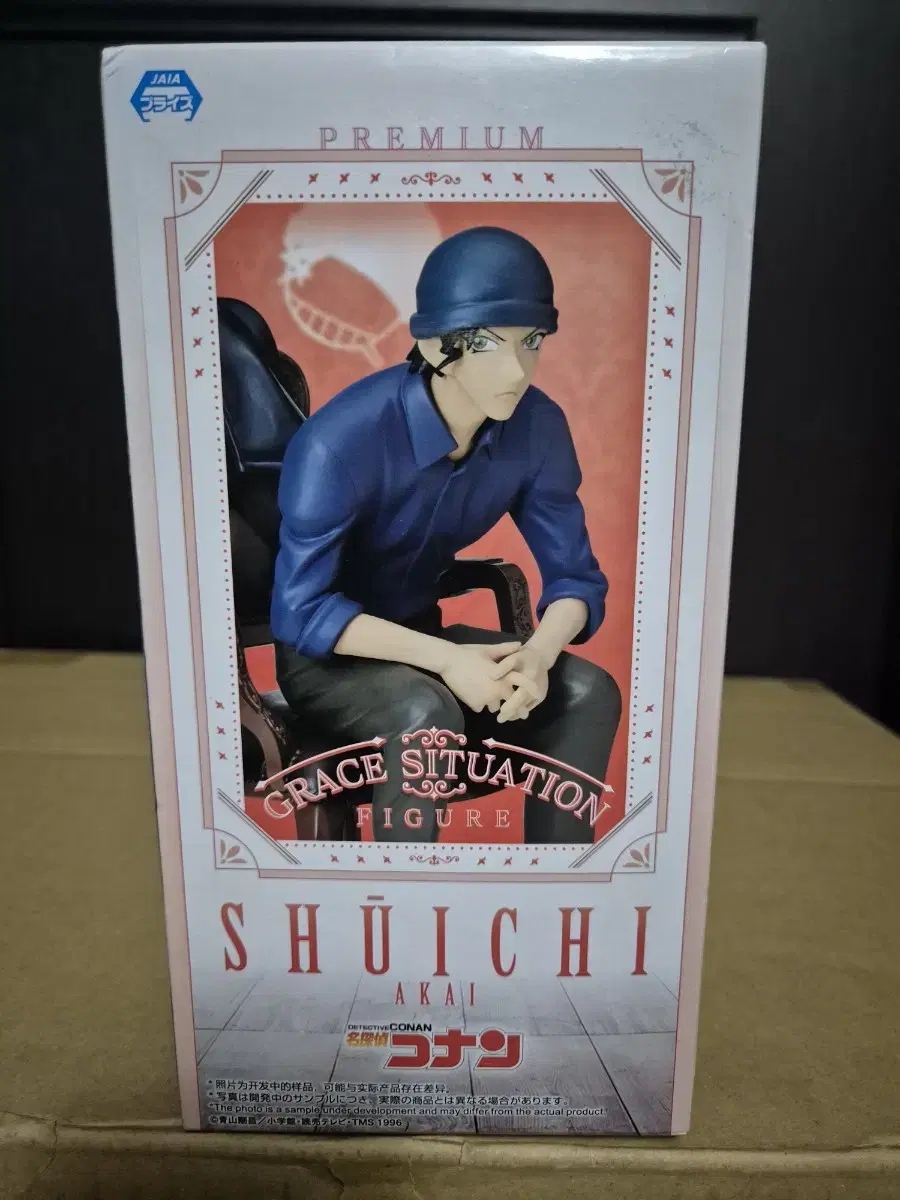 JAIA
プライズ
PREMIUM
GRACE SITUATION
FIGURE
SHŪICHI
AKAI
DETECTIVE CONAN
名探偵コナン
*照片为开发中的样品，可能与实际产品存在差异。
*写真は開発中のサンプルにつき、実際の商品とは異なる場合があります。
*The photo is a sample under development and may differ from the actual product.
©青山剛昌／小学館・読売テレビ・TMS 1996